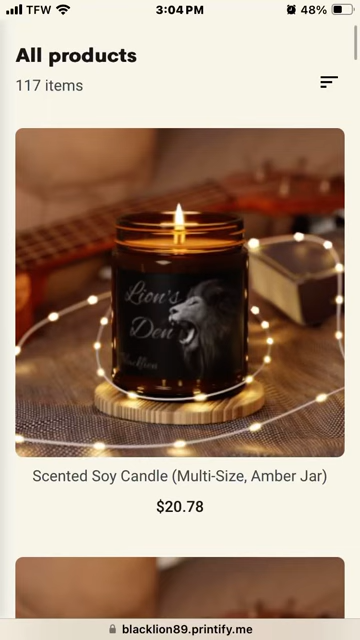 TFW
3:04 PM
48%
All products
117 items
Lion's
Den
Scented Soy Candle (Multi-Size, Amber Jar)
$20.78
blacklion89.printify.me